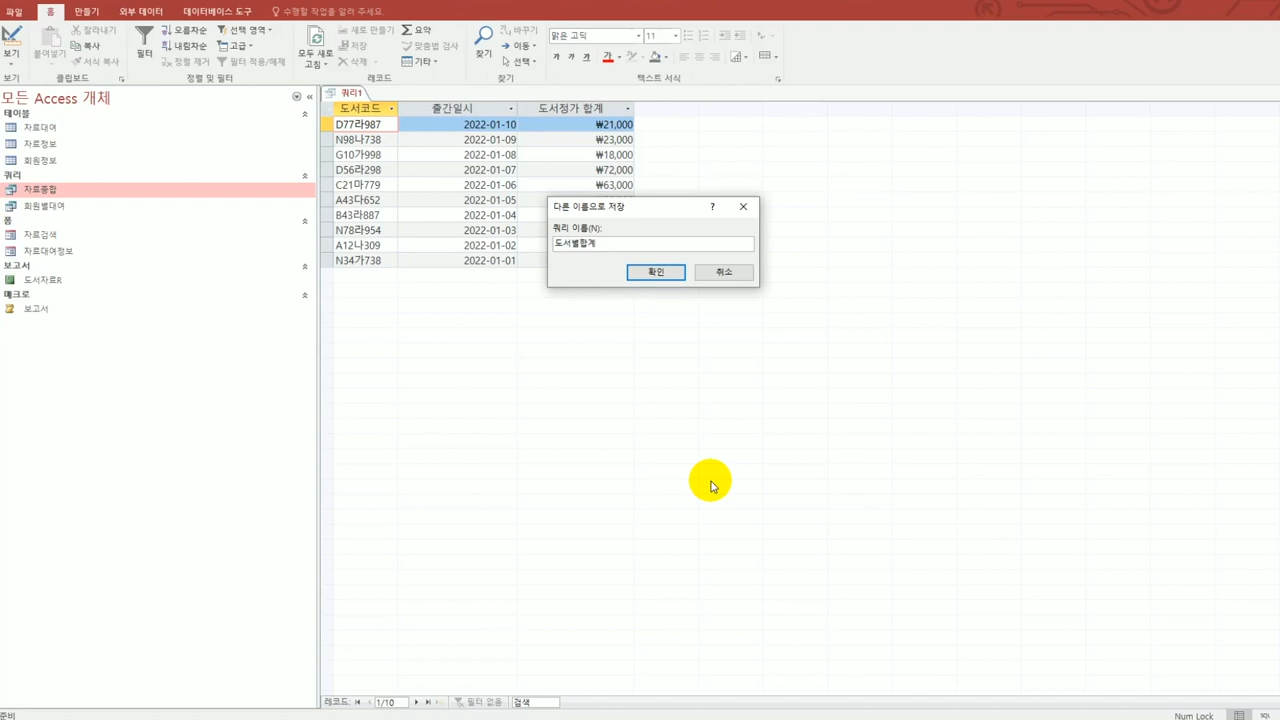 파일 홈 만들기 외부 데이터 데이터베이스 도구 수행할 작업을 알려 주세요.
보기
보기
붙여넣기
잘라내기
복사
서식 복사
클립보드
필터
오름차순
내림차순
정렬 제거
선택 영역
고급
필터 적용/해제
정렬 및 필터
모두 새로
고침
새로 만들기
저장
삭제
요약
맞춤법 검사
기타
레코드
찾기
바꾸기
이동
선택
찾기
맑은 고딕 11
가 가 가 가
텍스트 서식
모든 Access 개체
테이블
자료대여
자료정보
회원정보
쿼리
자료종합
회원별대여
폼
자료검색
자료대여정보
보고서
도서자료R
매크로
보고서
쿼리1
도서코드 출간일시 도서정가 합계
D77라987 2022-01-10 ₩21,000
N98나738 2022-01-09 ₩23,000
G10가998 2022-01-08 ₩18,000
D56라298 2022-01-07 ₩72,000
C21마779 2022-01-06 ₩63,000
A43다652 2022-01-05
B43라887 2022-01-04
N78라954 2022-01-03
A12나309 2022-01-02
N34가738 2022-01-01
다른 이름으로 저장 ?
쿼리 이름(N):
도서별합계
확인 취소
레코드: 1/10 필터 없음 검색
준비 Num Lock SQL